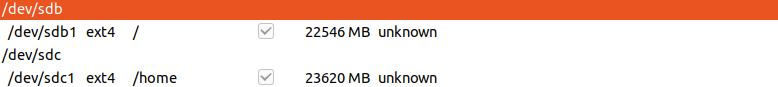 /dev/sdb
/dev/sdb1 ext4 / 22546 MB unknown
/dev/sdc
/dev/sdc1 ext4 /home 23620 MB unknown